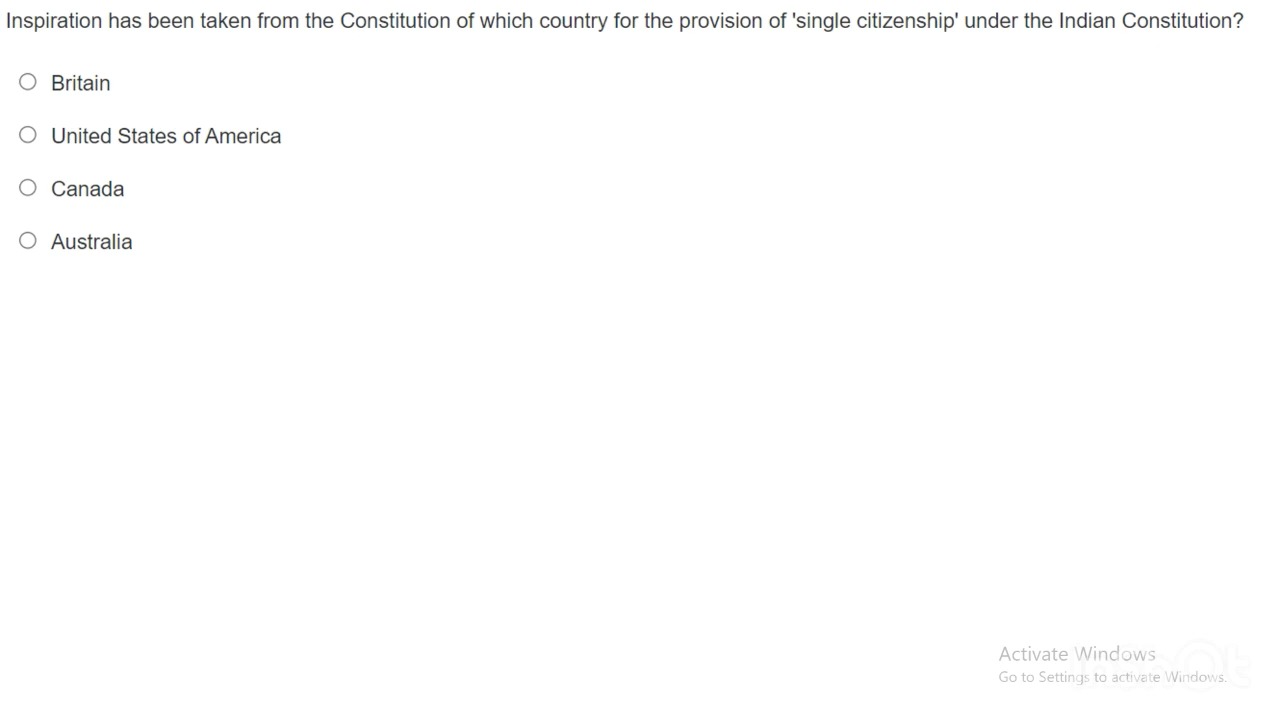 Inspiration has been taken from the Constitution of which country for the provision of 'single citizenship' under the Indian Constitution?
Britain
United States of America
Canada
Australia
Activate Windows
Go to Settings to activate Windows.